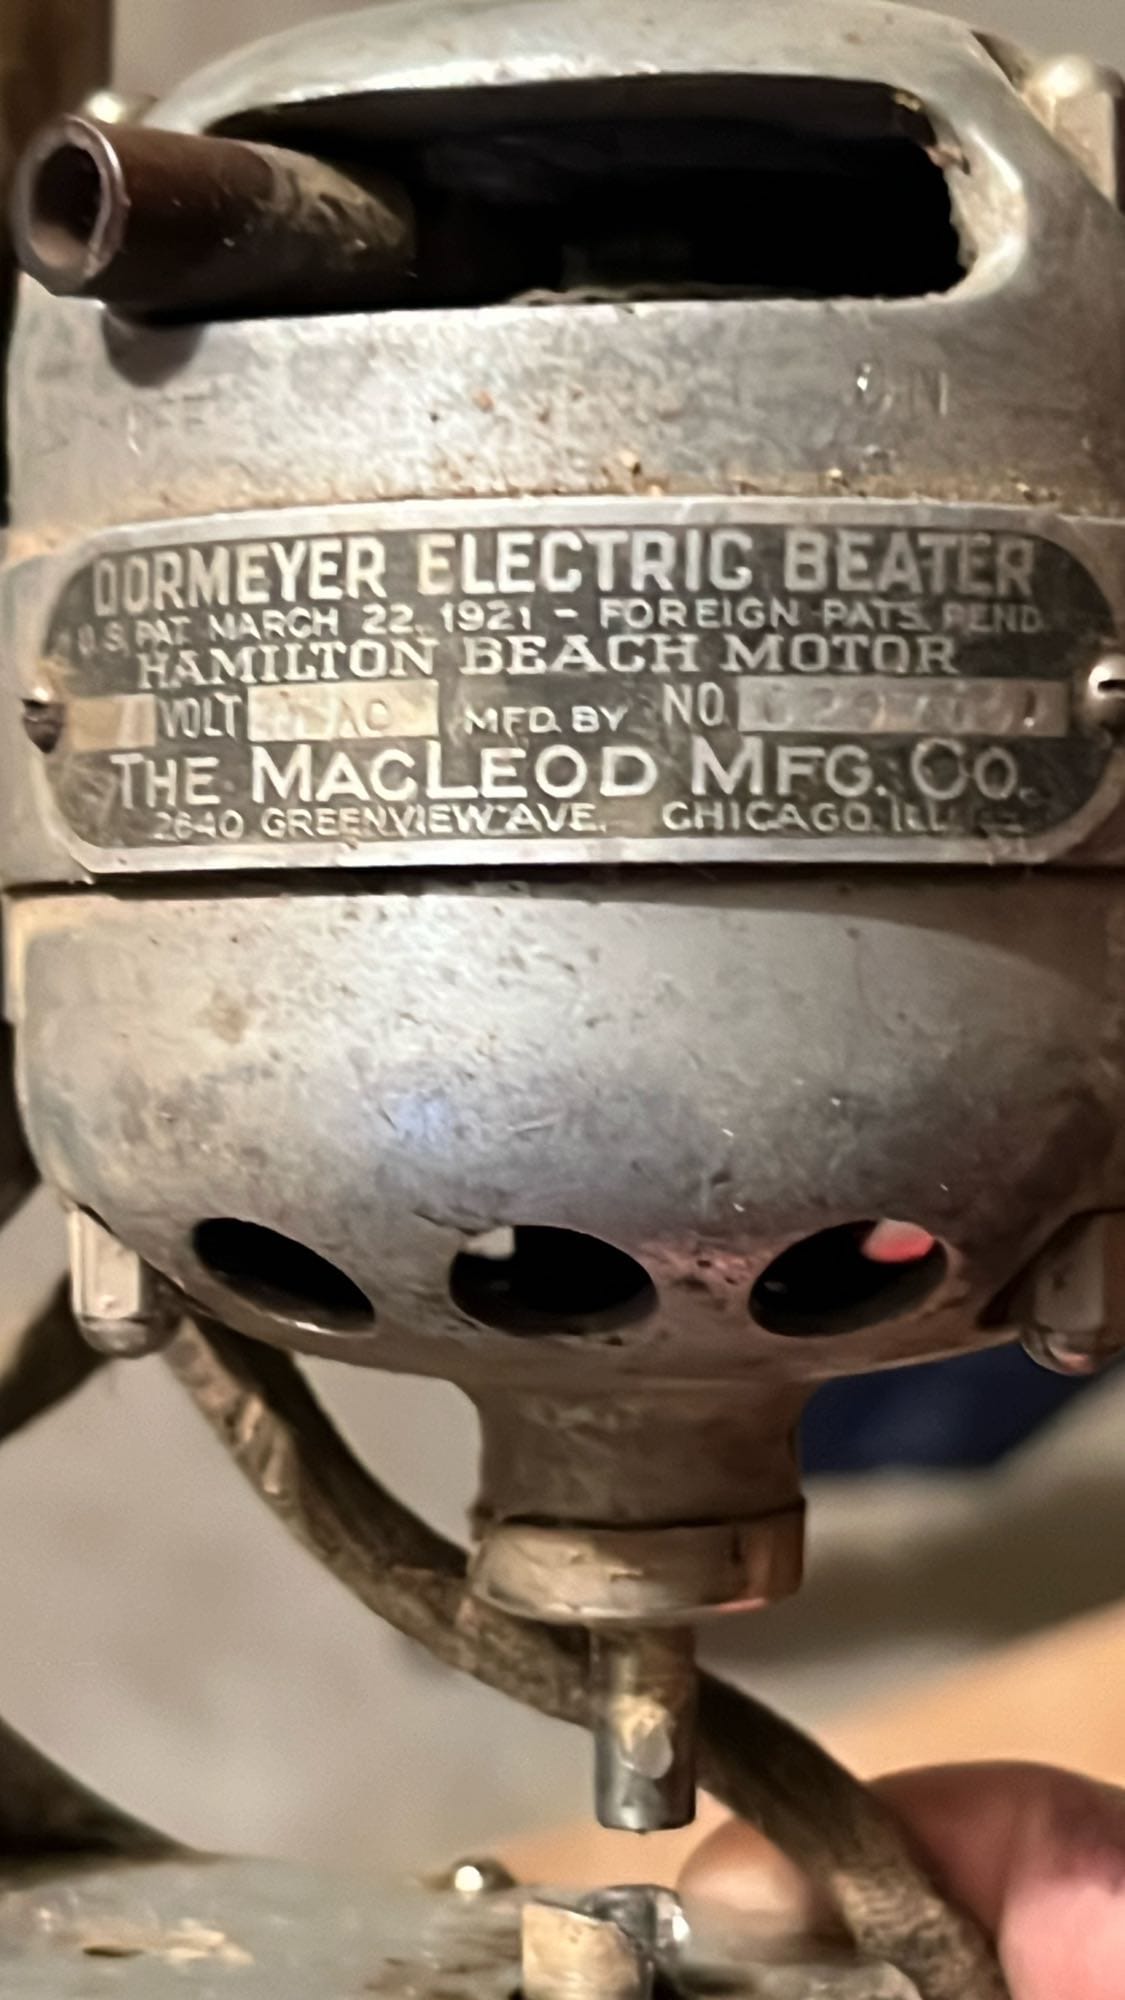 DORMEYER ELECTRIC BEATER
U.S. PAT. MARCH 22, 1921 - FOREIGN PATS. PEND.
HAMILTON BEACH MOTOR
VOLT AC MFD. BY NO.
THE MACLEOD MFG. CO.
2640 GREENVIEW AVE. CHICAGO, ILL.